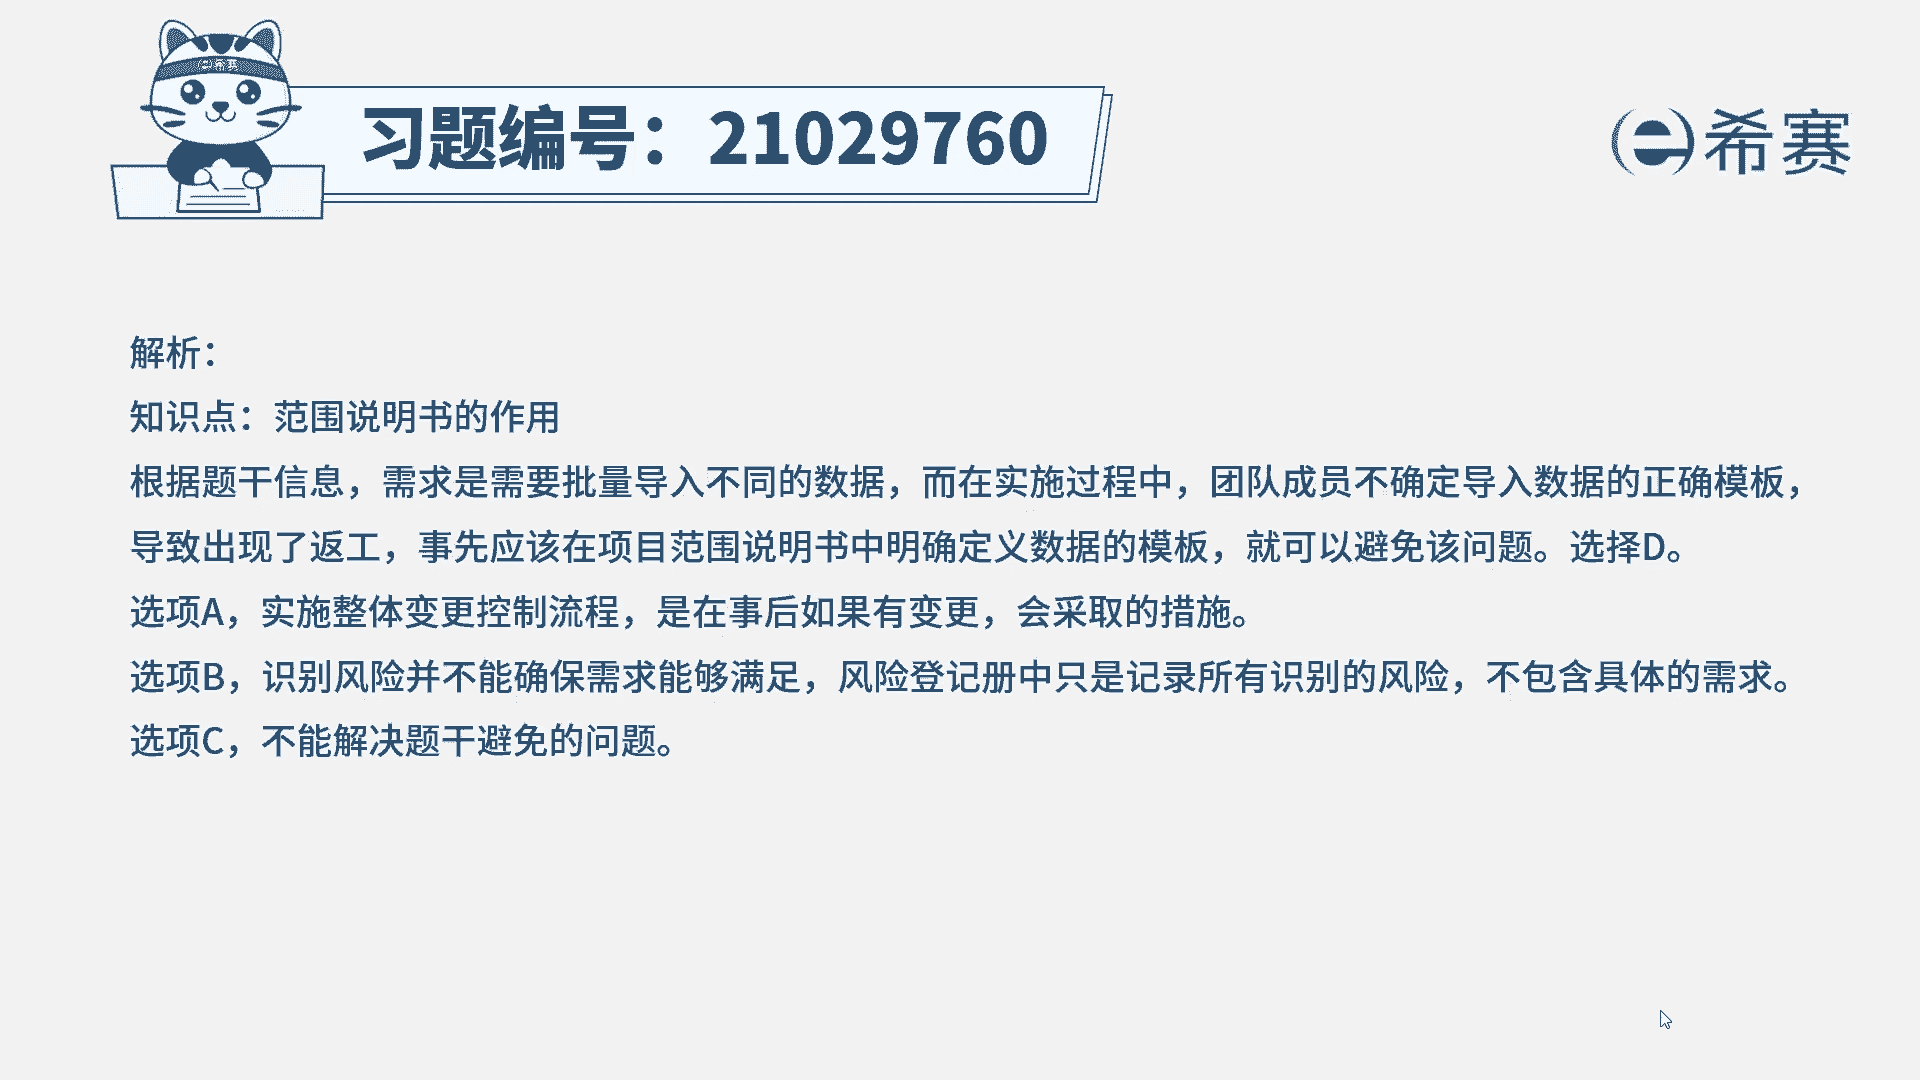 习题编号：21029760
希赛
解析：
知识点：范围说明书的作用
根据题干信息，需求是需要批量导入不同的数据，而在实施过程中，团队成员不确定导入数据的正确模板，
导致出现了返工，事先应该在项目范围说明书中明确定义数据的模板，就可以避免该问题。选择D。
选项A，实施整体变更控制流程，是在事后如果有变更，会采取的措施。
选项B，识别风险并不能确保需求能够满足，风险登记册中只是记录所有识别的风险，不包含具体的需求。
选项C，不能解决题干避免的问题。